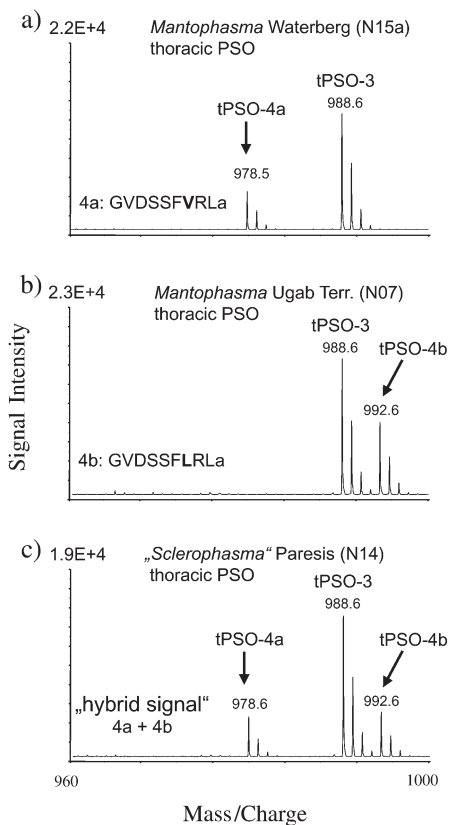 a)
2.2E+4
Mantophasma Waterberg (N15a)
thoracic PSO
tPSO-3
988.6
tPSO-4a
978.5
4a: GVDSSFVRLa
b)
2.3E+4
Mantophasma Ugab Terr. (N07)
thoracic PSO
tPSO-3
988.6
tPSO-4b
992.6
4b: GVDSSFLRLa
Signal Intensity
c)
1.9E+4
„Sclerophasma“ Paresis (N14)
thoracic PSO
tPSO-3
988.6
tPSO-4a
tPSO-4b
978.6
992.6
„hybrid signal“
4a + 4b
960
1000
Mass/Charge